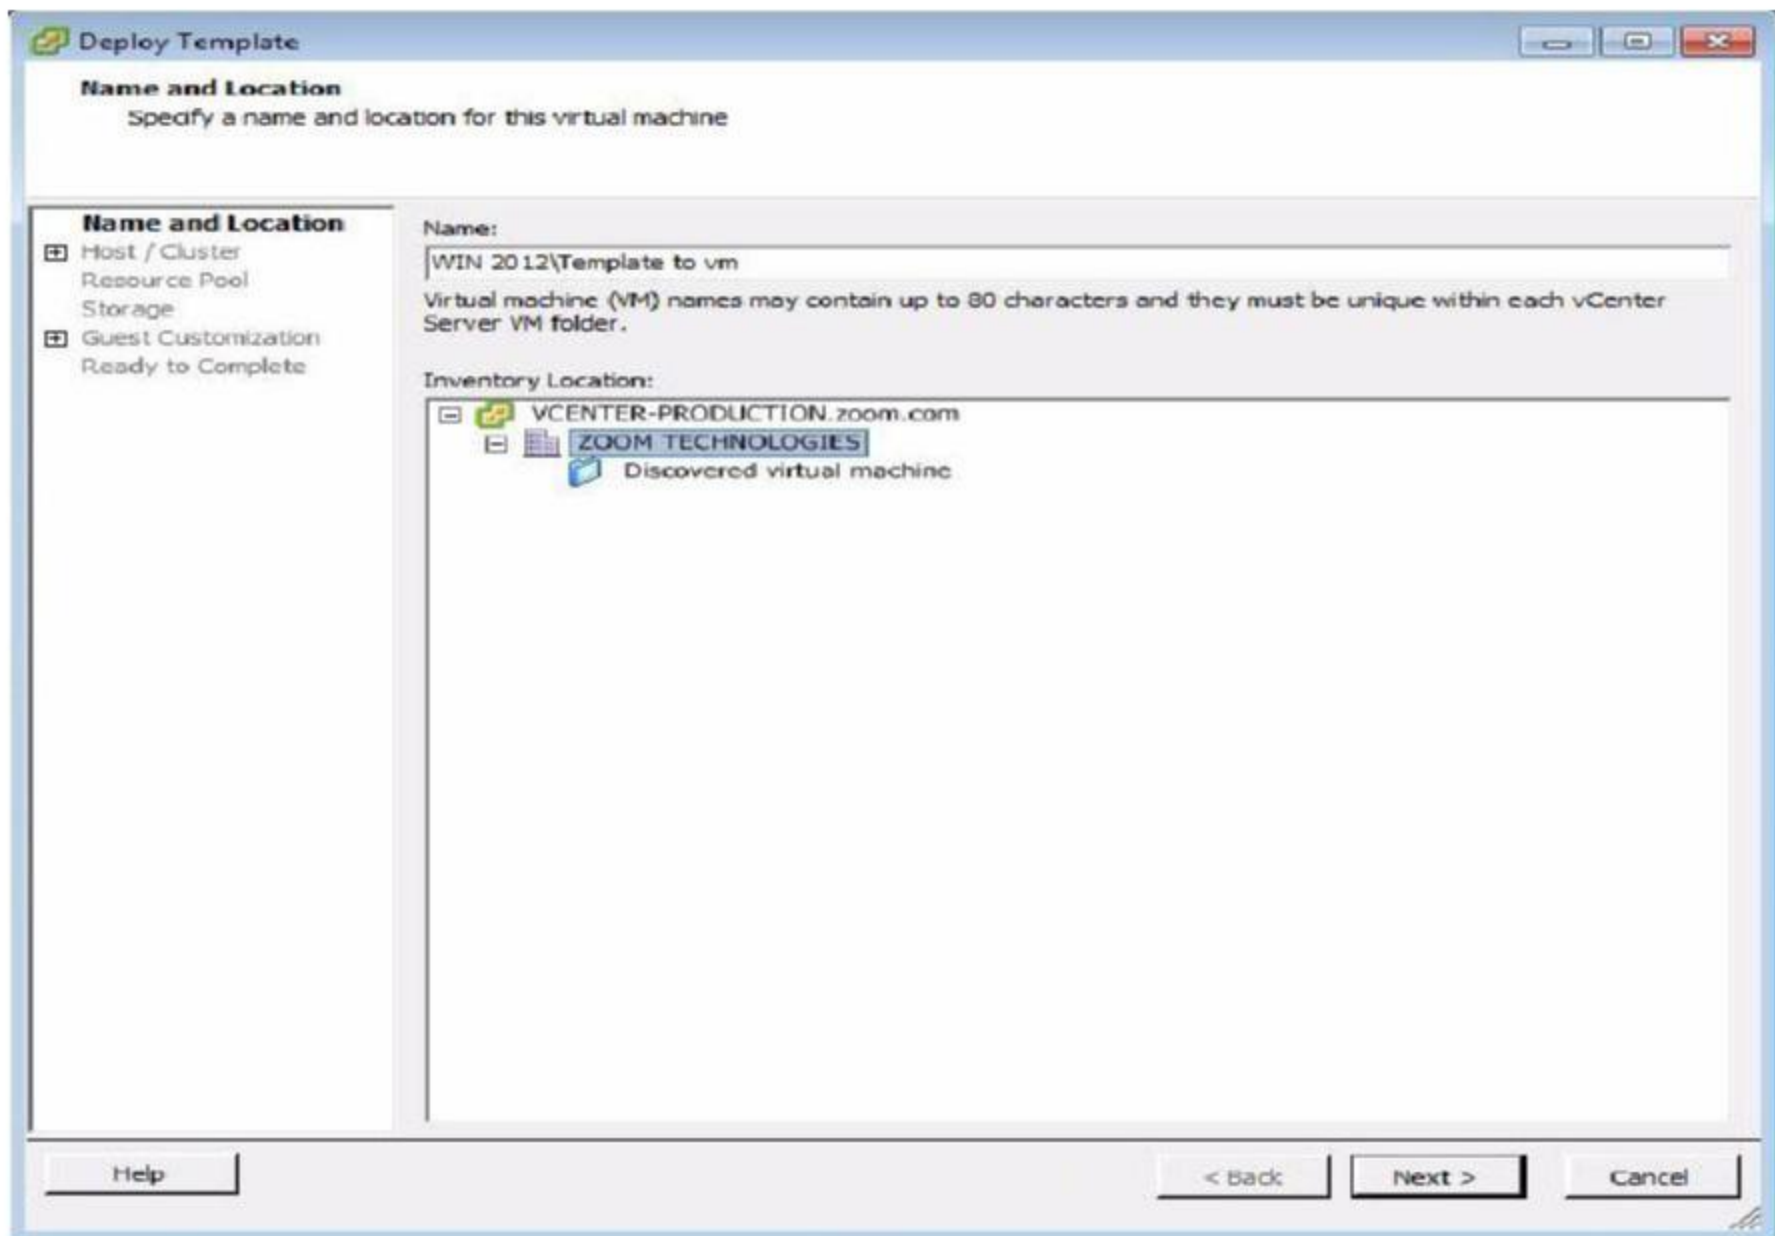 Deploy Template
Name and Location
Specify a name and location for this virtual machine
Name and Location
Host / Cluster
Resource Pool
Storage
Guest Customization
Ready to Complete
Name:
WIN 2012\Template to vm
Virtual machine (VM) names may contain up to 80 characters and they must be unique within each vCenter
Server VM folder.
Inventory Location:
VCENTER-PRODUCTION.zoom.com
ZOOM TECHNOLOGIES
Discovered virtual machine
Help
< Back
Next >
Cancel